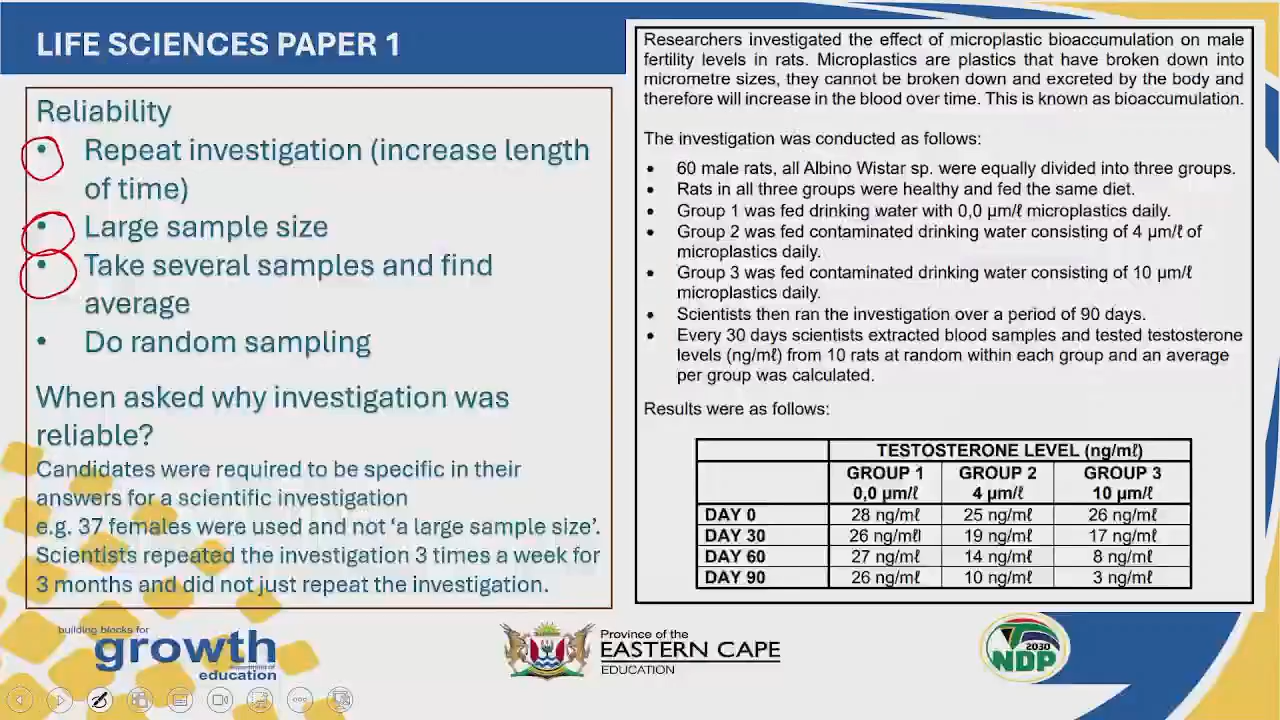 LIFE SCIENCES PAPER 1
Reliability
• Repeat investigation (increase length
of time)
• Large sample size
• Take several samples and find
average
• Do random sampling
When asked why investigation was
reliable?
Candidates were required to be specific in their
answers for a scientific investigation
e.g. 37 females were used and not ‘a large sample size’.
Scientists repeated the investigation 3 times a week for
3 months and did not just repeat the investigation.
Researchers investigated the effect of microplastic bioaccumulation on male
fertility levels in rats. Microplastics are plastics that have broken down into
micrometre sizes, they cannot be broken down and excreted by the body and
therefore will increase in the blood over time. This is known as bioaccumulation.
The investigation was conducted as follows:
• 60 male rats, all Albino Wistar sp. were equally divided into three groups.
• Rats in all three groups were healthy and fed the same diet.
• Group 1 was fed drinking water with 0,0 µm/ℓ microplastics daily.
• Group 2 was fed contaminated drinking water consisting of 4 µm/ℓ of
microplastics daily.
• Group 3 was fed contaminated drinking water consisting of 10 µm/ℓ
microplastics daily.
• Scientists then ran the investigation over a period of 90 days.
• Every 30 days scientists extracted blood samples and tested testosterone
levels (ng/mℓ) from 10 rats at random within each group and an average
per group was calculated.
Results were as follows:
TESTOSTERONE LEVEL (ng/mℓ)
GROUP 1 GROUP 2 GROUP 3
0,0 µm/ℓ 4 µm/ℓ 10 µm/ℓ
DAY 0 28 ng/mℓ 25 ng/mℓ 26 ng/mℓ
DAY 30 26 ng/mℓ 19 ng/mℓ 17 ng/mℓ
DAY 60 27 ng/mℓ 14 ng/mℓ 8 ng/mℓ
DAY 90 26 ng/mℓ 10 ng/mℓ 3 ng/mℓ
building blocks for
growth
department of
education
Province of the
EASTERN CAPE
EDUCATION
2030
NDP